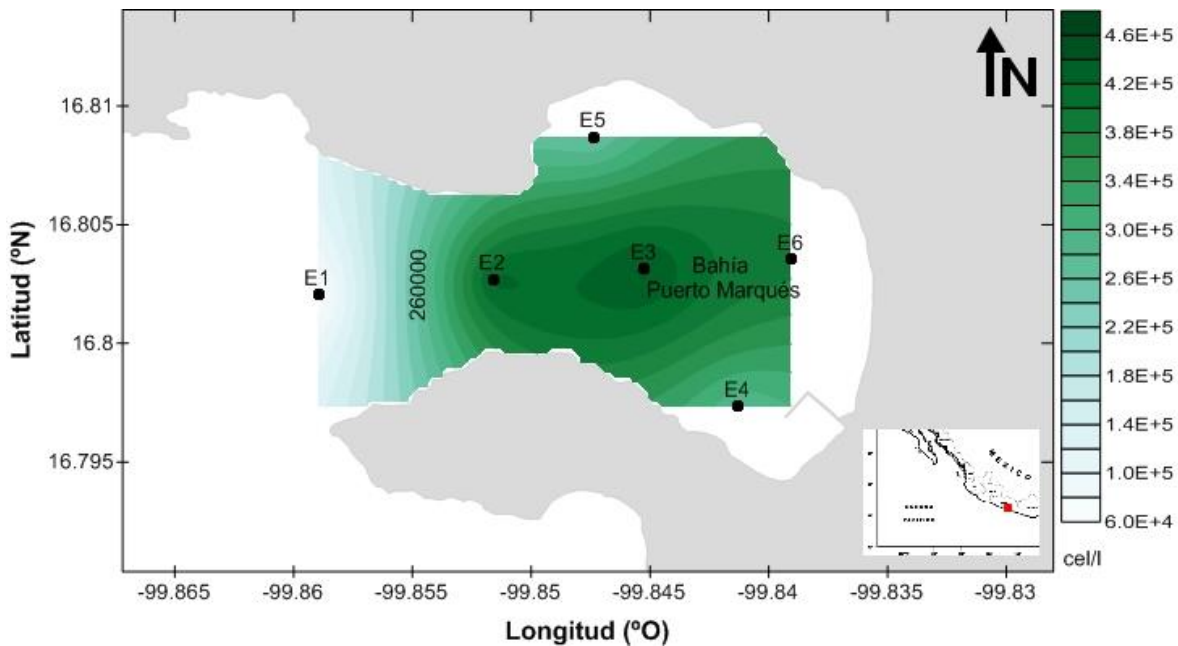 N
16.81
16.805
16.8
16.795
Latitud (ºN)
E5
E1
260000
E2
E3
E6
Bahía
Puerto Marqués
E4
MEXICO
-99.865
-99.86
-99.855
-99.85
-99.845
-99.84
-99.835
-99.83
Longitud (ºO)
4.6E+5
4.2E+5
3.8E+5
3.4E+5
3.0E+5
2.6E+5
2.2E+5
1.8E+5
1.4E+5
1.0E+5
6.0E+4
cel/l